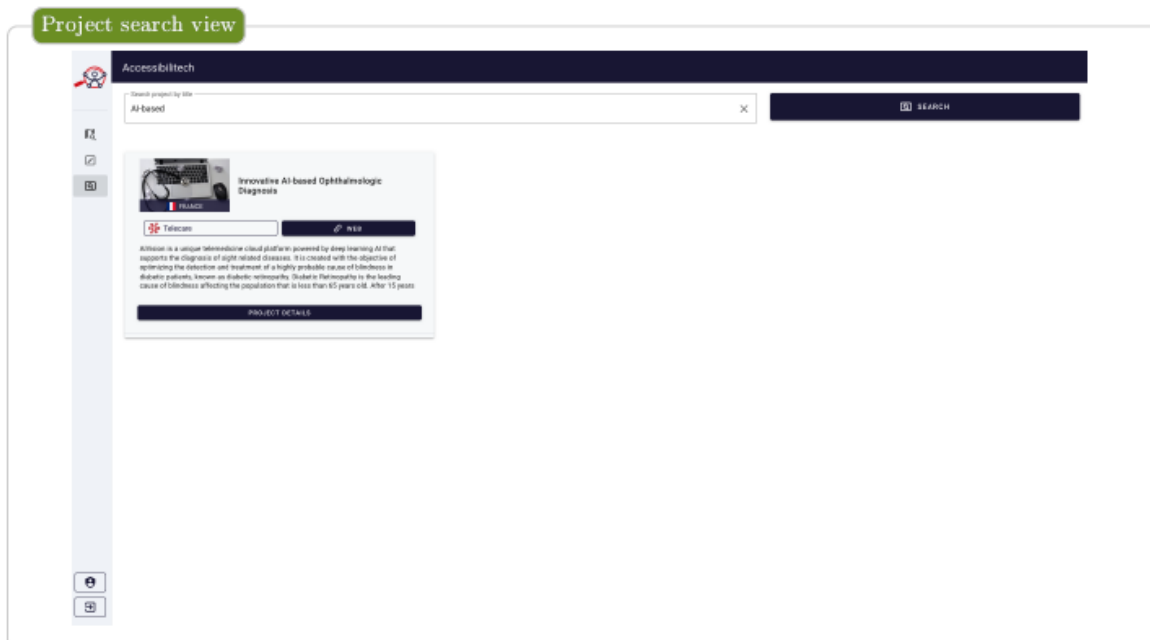 Project search view
Accessibilitech
Search project by title
AI-based
SEARCH
Innovative AI-based Ophthalmologic
Diagnosis
FRANCE
Telecom
WEB
AIVision is a unique telemedicine cloud platform powered by deep learning AI that
supports the diagnosis of sight related diseases. It is created with the objective of
optimizing the detection and treatment of a highly probable cause of blindness in
diabetic patients, known as diabetic retinopathy. Diabetic Retinopathy is the leading
cause of blindness affecting the population that is less than 65 years old. After 15 years
PROJECT DETAILS